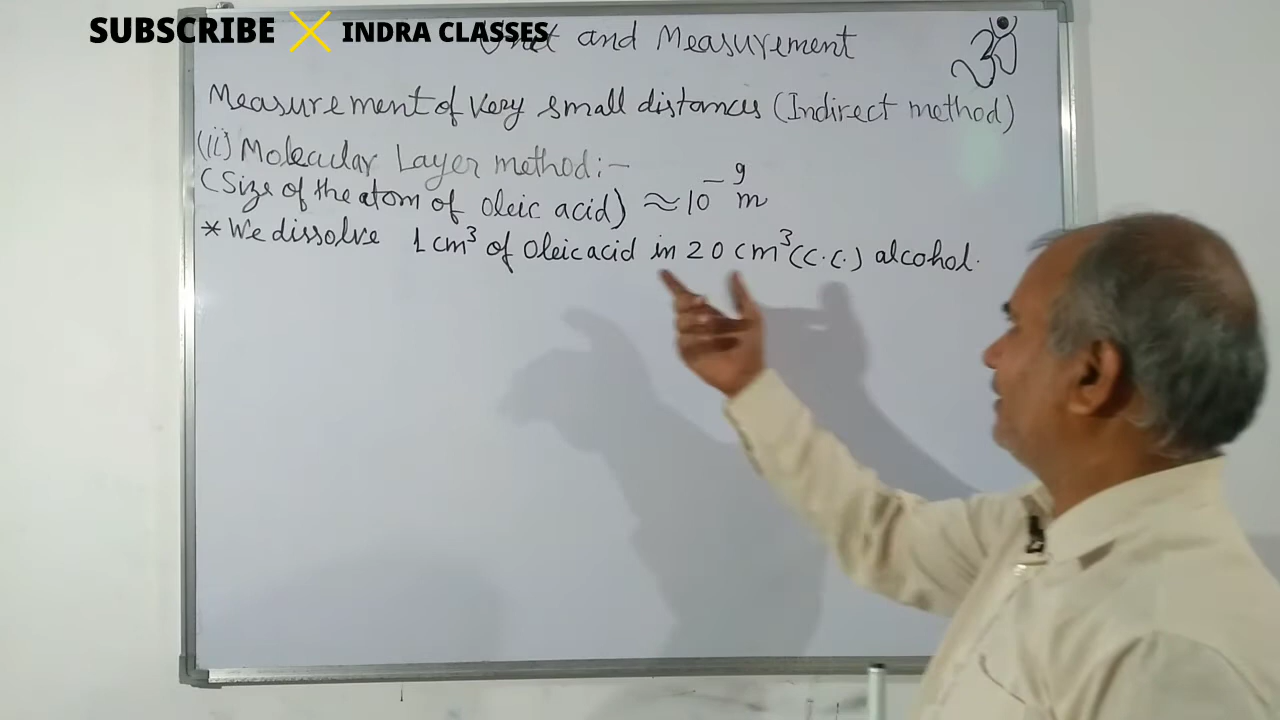 SUBSCRIBE INDRA CLASSES
Unit and Measurement
ॐ
Measurement of very small distances (Indirect method)
(ii) Molecular Layer method:-
(Size of the atom of oleic acid) ≈ 10⁻⁹ m
* We dissolve 1 cm³ of oleic acid in 20 cm³ (c.c.) alcohol.